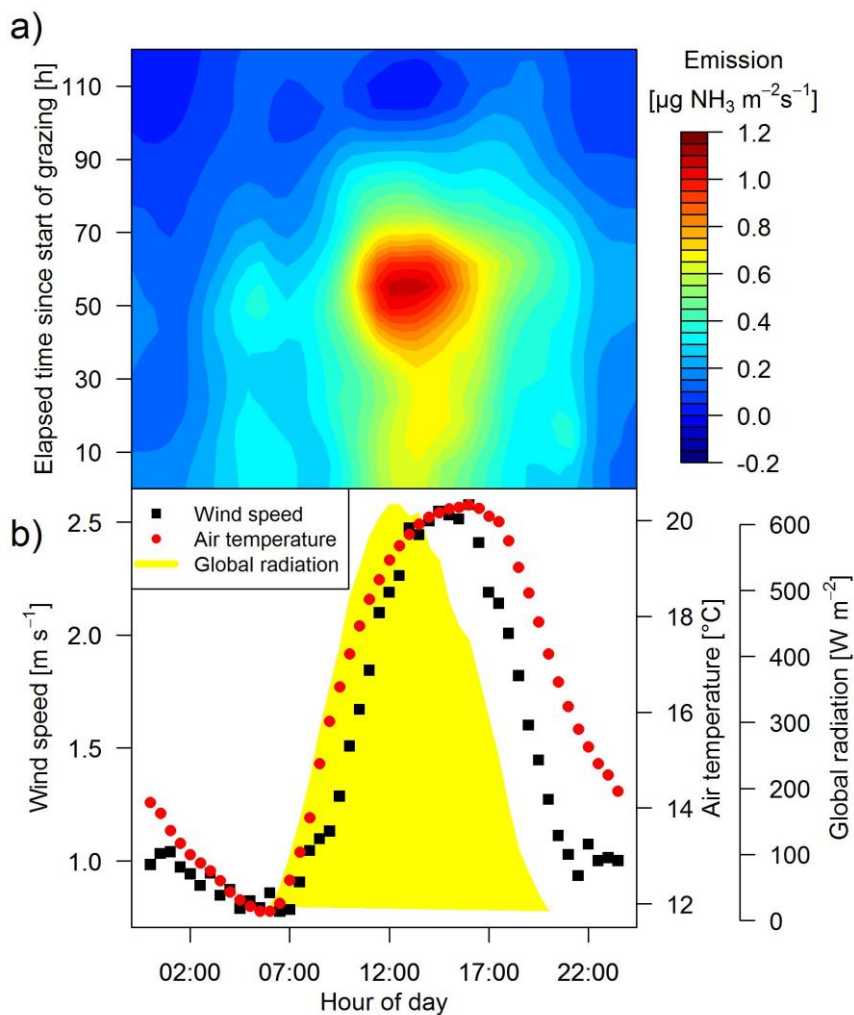 a)
Elapsed time since start of grazing [h]
110
90
70
50
30
10
Emission
[µg NH₃ m⁻²s⁻¹]
1.2
1.0
0.8
0.6
0.4
0.2
0.0
-0.2
b)
Wind speed
Air temperature
Global radiation
Wind speed [m s⁻¹]
2.5
2.0
1.5
1.0
20
18
16
14
12
Air temperature [°C]
600
500
400
300
200
100
0
Global radiation [W m⁻²]
02:00 07:00 12:00 17:00 22:00
Hour of day